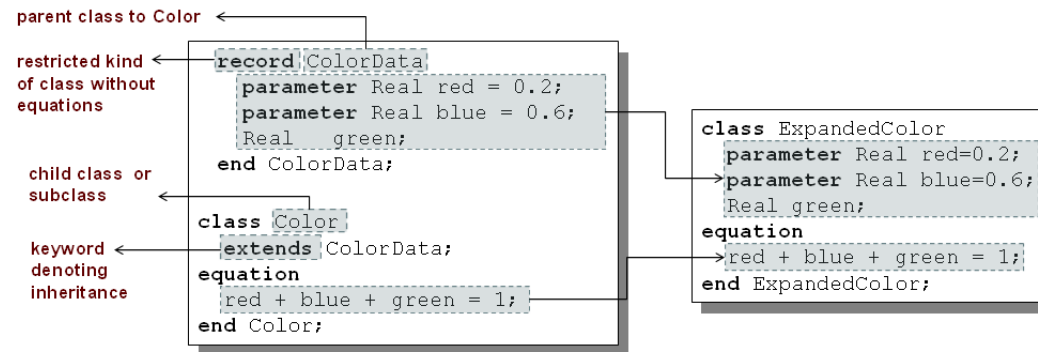 parent class to Color
restricted kind
of class without
equations
child class or
subclass
keyword
denoting
inheritance
record ColorData
parameter Real red = 0.2;
parameter Real blue = 0.6;
Real green;
end ColorData;
class Color
extends ColorData;
equation
red + blue + green = 1;
end Color;
class ExpandedColor
parameter Real red=0.2;
parameter Real blue=0.6;
Real green;
equation
red + blue + green = 1;
end ExpandedColor;